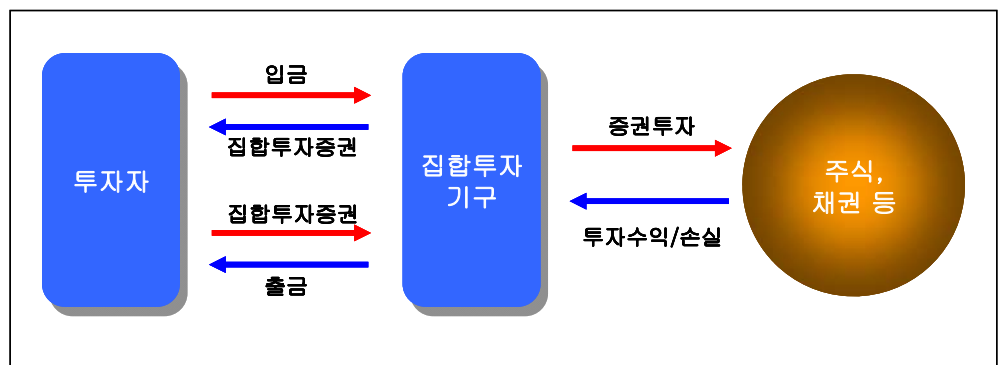 입금
집합투자증권
투자자
집합투자증권
출금
집합투자
기구
증권투자
투자수익/손실
주식,
채권 등